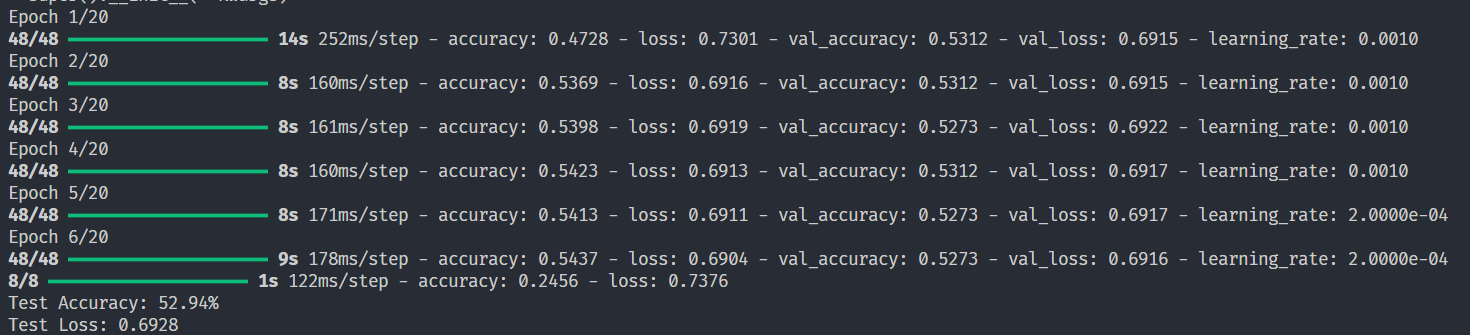 Epoch 1/20
48/48 ━━━━━━━━━━━━━━━━━━━━ 14s 252ms/step - accuracy: 0.4728 - loss: 0.7301 - val_accuracy: 0.5312 - val_loss: 0.6915 - learning_rate: 0.0010
Epoch 2/20
48/48 ━━━━━━━━━━━━━━━━━━━━ 8s 160ms/step - accuracy: 0.5369 - loss: 0.6916 - val_accuracy: 0.5312 - val_loss: 0.6915 - learning_rate: 0.0010
Epoch 3/20
48/48 ━━━━━━━━━━━━━━━━━━━━ 8s 161ms/step - accuracy: 0.5398 - loss: 0.6919 - val_accuracy: 0.5273 - val_loss: 0.6922 - learning_rate: 0.0010
Epoch 4/20
48/48 ━━━━━━━━━━━━━━━━━━━━ 8s 160ms/step - accuracy: 0.5423 - loss: 0.6913 - val_accuracy: 0.5312 - val_loss: 0.6917 - learning_rate: 0.0010
Epoch 5/20
48/48 ━━━━━━━━━━━━━━━━━━━━ 8s 171ms/step - accuracy: 0.5413 - loss: 0.6911 - val_accuracy: 0.5273 - val_loss: 0.6917 - learning_rate: 2.0000e-04
Epoch 6/20
48/48 ━━━━━━━━━━━━━━━━━━━━ 9s 178ms/step - accuracy: 0.5437 - loss: 0.6904 - val_accuracy: 0.5273 - val_loss: 0.6916 - learning_rate: 2.0000e-04
8/8 ━━━━━━━━━━━━━━━━━━━━ 1s 122ms/step - accuracy: 0.2456 - loss: 0.7376
Test Accuracy: 52.94%
Test Loss: 0.6928